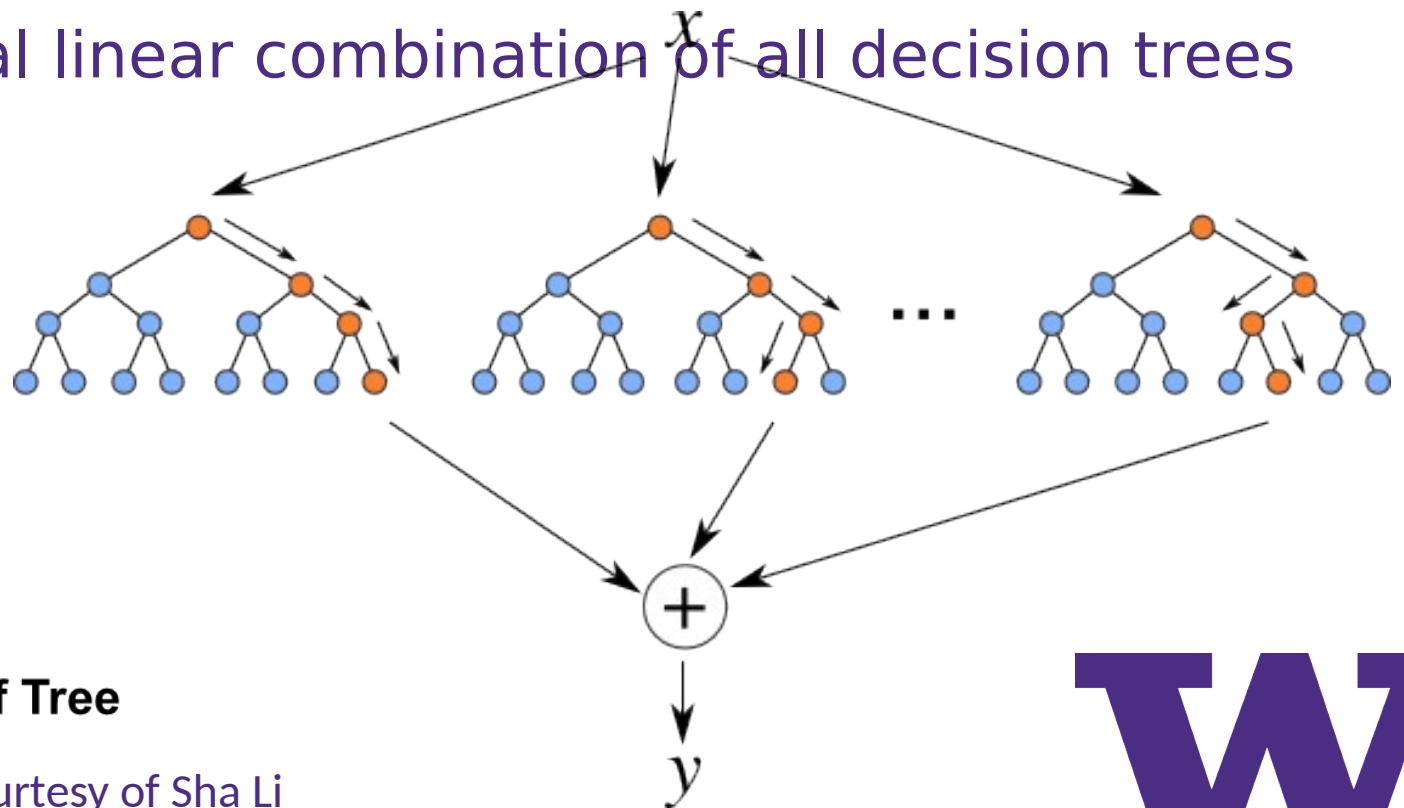 x
al linear combination of all decision trees
...
+
f Tree
y
urtesy of Sha Li
W